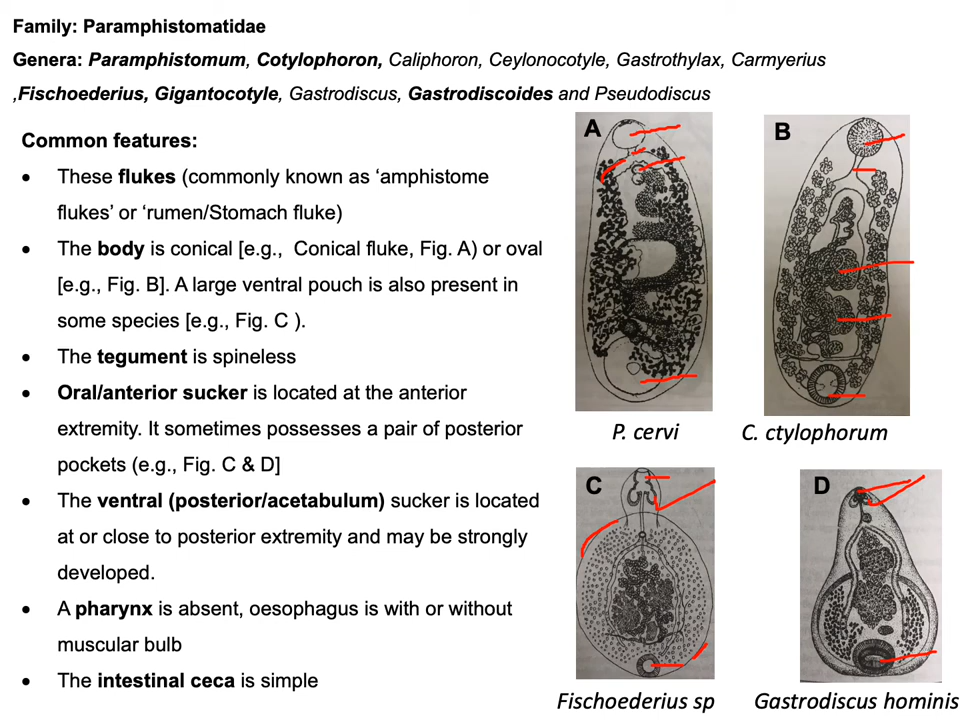 Family: Paramphistomatidae
Genera: Paramphistomum, Cotylophoron, Caliphoron, Ceylonocotyle, Gastrothylax, Carmyerius
,Fischoederius, Gigantocotyle, Gastrodiscus, Gastrodiscoides and Pseudodiscus
Common features:
• These flukes (commonly known as ‘amphistome
flukes’ or ‘rumen/Stomach fluke)
• The body is conical [e.g., Conical fluke, Fig. A) or oval
[e.g., Fig. B]. A large ventral pouch is also present in
some species [e.g., Fig. C ).
• The tegument is spineless
• Oral/anterior sucker is located at the anterior
extremity. It sometimes possesses a pair of posterior
pockets (e.g., Fig. C & D]
• The ventral (posterior/acetabulum) sucker is located
at or close to posterior extremity and may be strongly
developed.
• A pharynx is absent, oesophagus is with or without
muscular bulb
• The intestinal ceca is simple
A
B
P. cervi
C. ctylophorum
C
D
Fischoederius sp
Gastrodiscus hominis